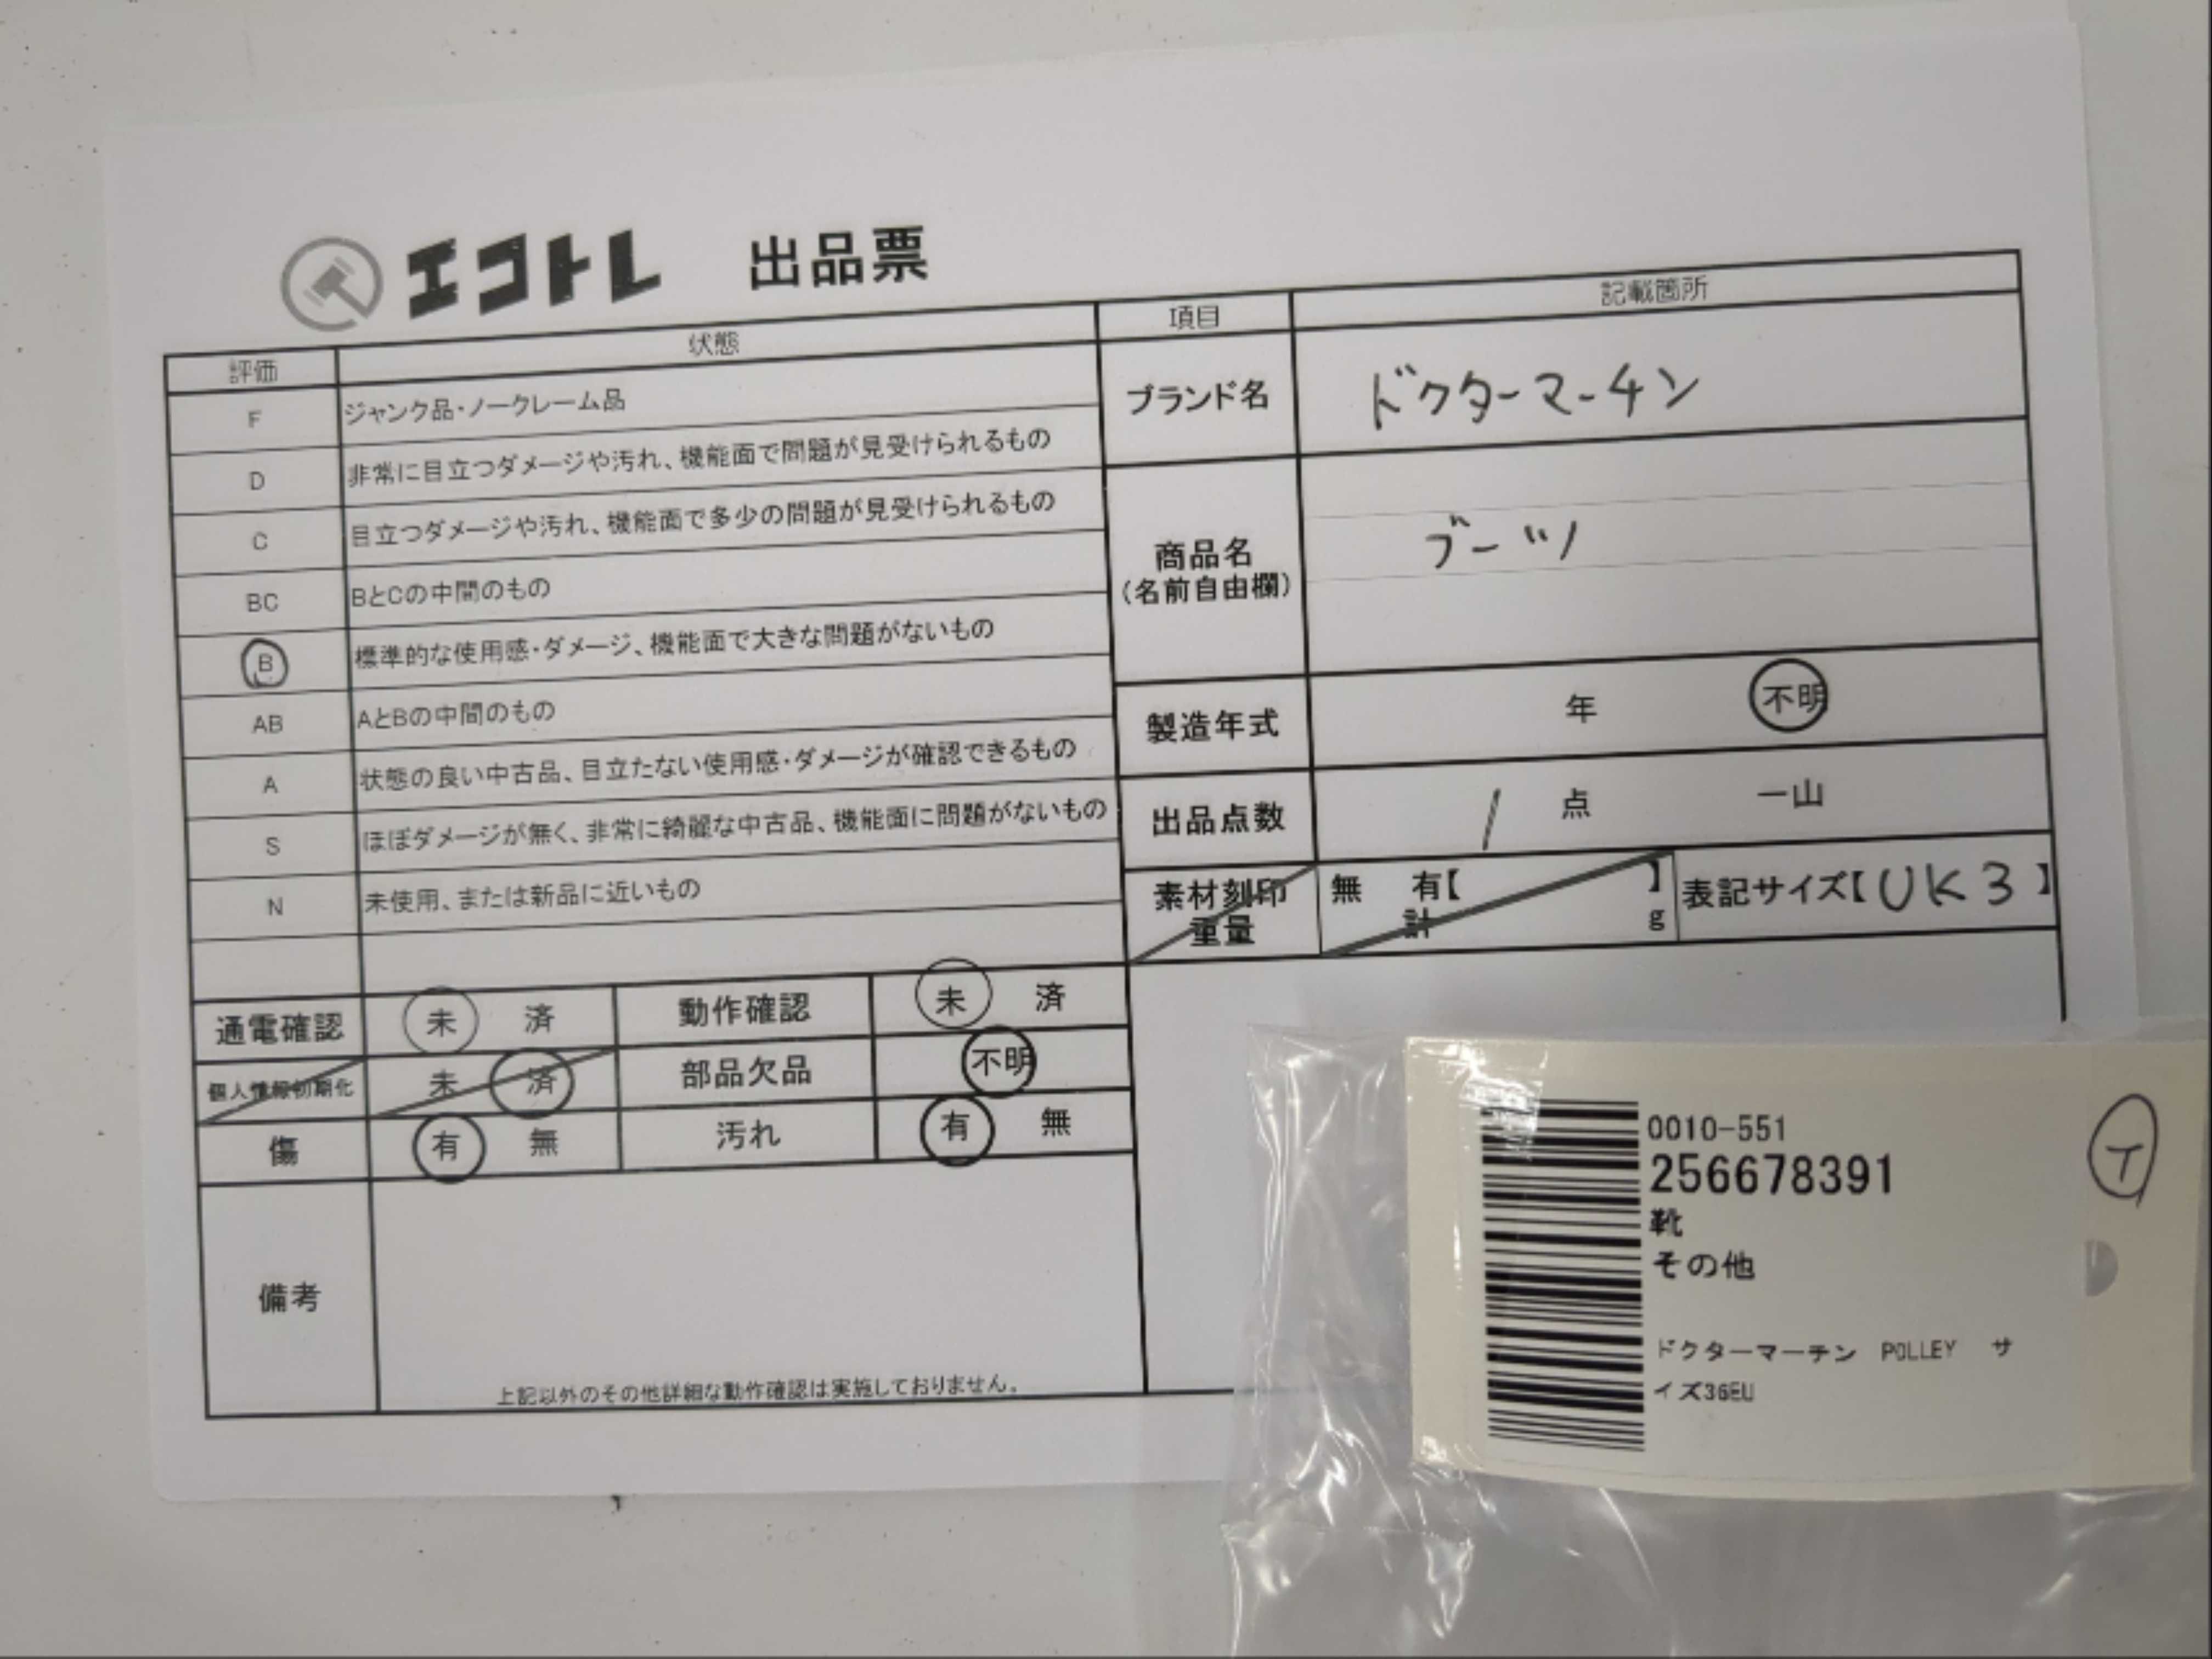 エコトレ 出品票
評価 状態
F ジャンク品・ノークレーム品
D 非常に目立つダメージや汚れ、機能面で問題が見受けられるもの
C 目立つダメージや汚れ、機能面で多少の問題が見受けられるもの
BC BとCの中間のもの
B 標準的な使用感・ダメージ、機能面で大きな問題がないもの
AB AとBの中間のもの
A 状態の良い中古品、目立たない使用感・ダメージが確認できるもの
S ほぼダメージが無く、非常に綺麗な中古品、機能面に問題がないもの
N 未使用、または新品に近いもの
通電確認 未 済 動作確認 未 済
個人情報初期化 未 済 部品欠品 不明
傷 有 無 汚れ 有 無
備考
上記以外のその他詳細な動作確認は実施しておりません。
項目 記載箇所
ブランド名 ドクターマーチン
商品名
(名前自由欄)
ブーツ
製造年式 年 不明
出品点数 1 点 一山
素材刻印 無 有【 】 表記サイズ【UK3】
重量 計 g
0010-551
256678391
靴
その他
ドクターマーチン POLLEY サ
イズ36EU
イ